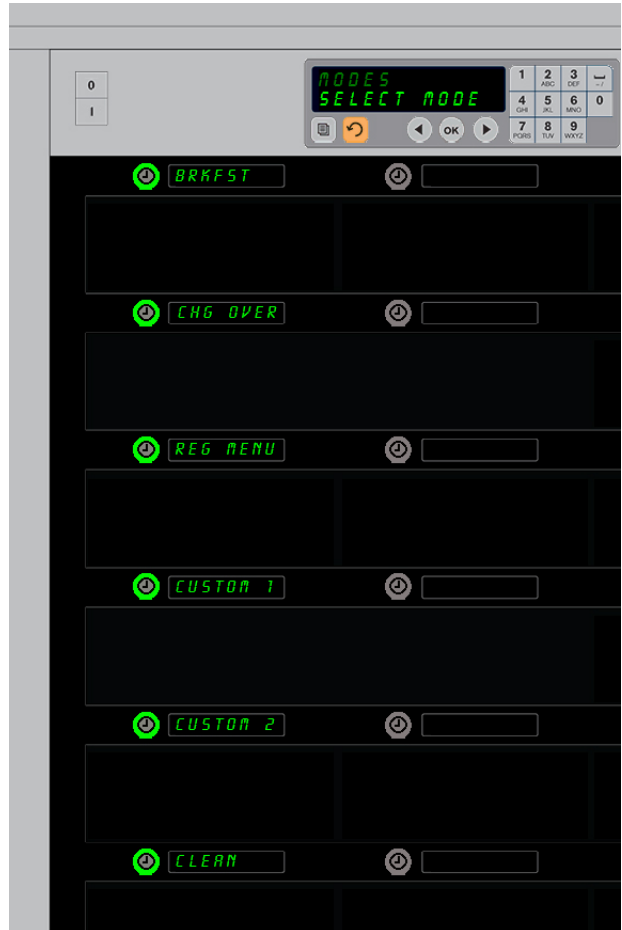 0
I
MODES
SELECT MODE
1 2 ABC 3 DEF -/
4 GHI 5 JKL 6 MNO 0
7 PQRS 8 TUV 9 WXYZ
OK
BRKFST
CHG OVER
REG MENU
CUSTOM 1
CUSTOM 2
CLEAN